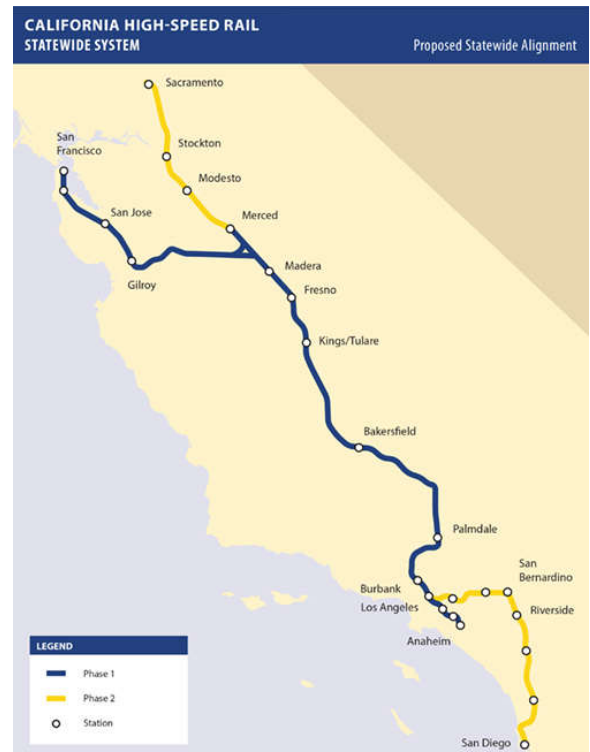 CALIFORNIA HIGH-SPEED RAIL
STATEWIDE SYSTEM
Proposed Statewide Alignment
Sacramento
San
Francisco
Stockton
Modesto
San Jose
Merced
Gilroy
Madera
Fresno
Kings/Tulare
Bakersfield
Palmdale
San
Bernardino
Burbank
Los Angeles
Riverside
Anaheim
San Diego
LEGEND
Phase 1
Phase 2
Station